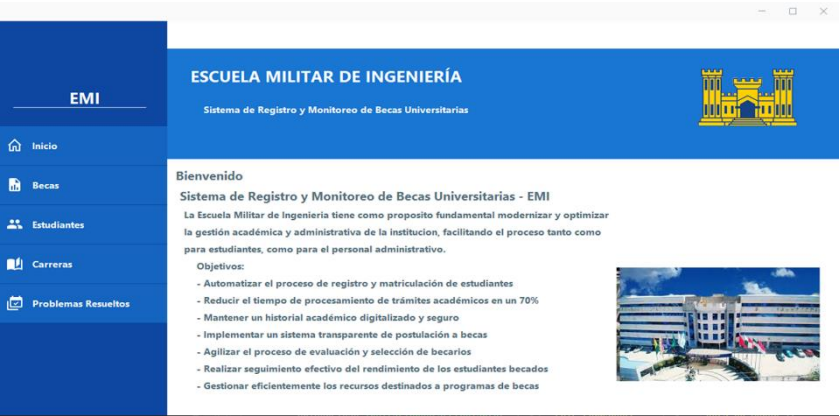 EMI
Inicio
Becas
Estudiantes
Carreras
Problemas Resueltos
ESCUELA MILITAR DE INGENIERÍA
Sistema de Registro y Monitoreo de Becas Universitarias
Bienvenido
Sistema de Registro y Monitoreo de Becas Universitarias - EMI
La Escuela Militar de Ingeniería tiene como proposito fundamental modernizar y optimizar
la gestión académica y administrativa de la institucion, facilitando el proceso tanto como
para estudiantes, como para el personal administrativo.
Objetivos:
- Automatizar el proceso de registro y matriculación de estudiantes
- Reducir el tiempo de procesamiento de trámites académicos en un 70%
- Mantener un historial académico digitalizado y seguro
- Implementar un sistema transparente de postulación a becas
- Agilizar el proceso de evaluación y selección de becarios
- Realizar seguimiento efectivo del rendimiento de los estudiantes becados
- Gestionar eficientemente los recursos destinados a programas de becas